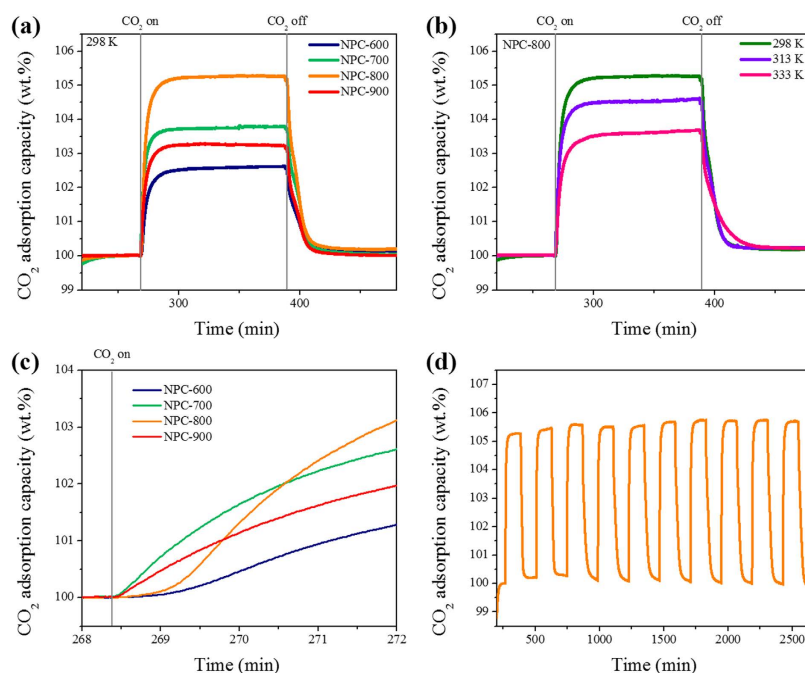 (a)
CO2 on
CO2 off
298 K
NPC-600
NPC-700
NPC-800
NPC-900
CO2 adsorption capacity (wt.%)
106
105
104
103
102
101
100
99
300
400
Time (min)
(b)
CO2 on
CO2 off
NPC-800
298 K
313 K
333 K
CO2 adsorption capacity (wt.%)
106
105
104
103
102
101
100
99
300
400
Time (min)
(c)
CO2 on
NPC-600
NPC-700
NPC-800
NPC-900
CO2 adsorption capacity (wt.%)
104
103
102
101
100
268
269
270
271
272
Time (min)
(d)
CO2 adsorption capacity (wt.%)
107
106
105
104
103
102
101
100
99
500
1000
1500
2000
2500
Time (min)